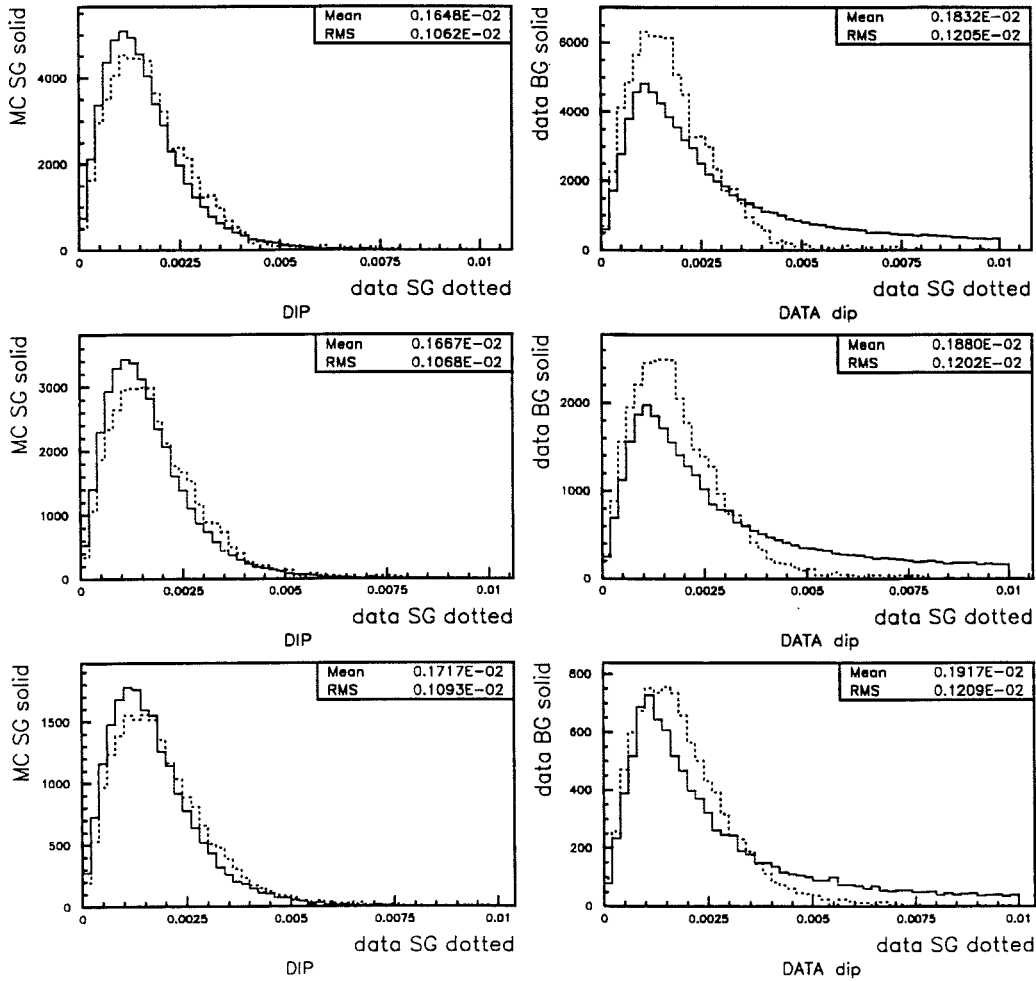 MC SG solid
Mean 0.1648E-02
RMS 0.1062E-02
4000
2000
0
0 0.0025 0.005 0.0075 0.01
data SG dotted
DIP
data BG solid
Mean 0.1832E-02
RMS 0.1205E-02
6000
4000
2000
0
0 0.0025 0.005 0.0075 0.01
data SG dotted
DATA dip
MC SG solid
Mean 0.1667E-02
RMS 0.1068E-02
3000
2000
1000
0
0 0.0025 0.005 0.0075 0.01
data SG dotted
DIP
data BG solid
Mean 0.1880E-02
RMS 0.1202E-02
2000
1000
0
0 0.0025 0.005 0.0075 0.01
data SG dotted
DATA dip
MC SG solid
Mean 0.1717E-02
RMS 0.1093E-02
1500
1000
500
0
0 0.0025 0.005 0.0075 0.01
data SG dotted
DIP
data BG solid
Mean 0.1917E-02
RMS 0.1209E-02
800
600
400
200
0
0 0.0025 0.005 0.0075 0.01
data SG dotted
DATA dip